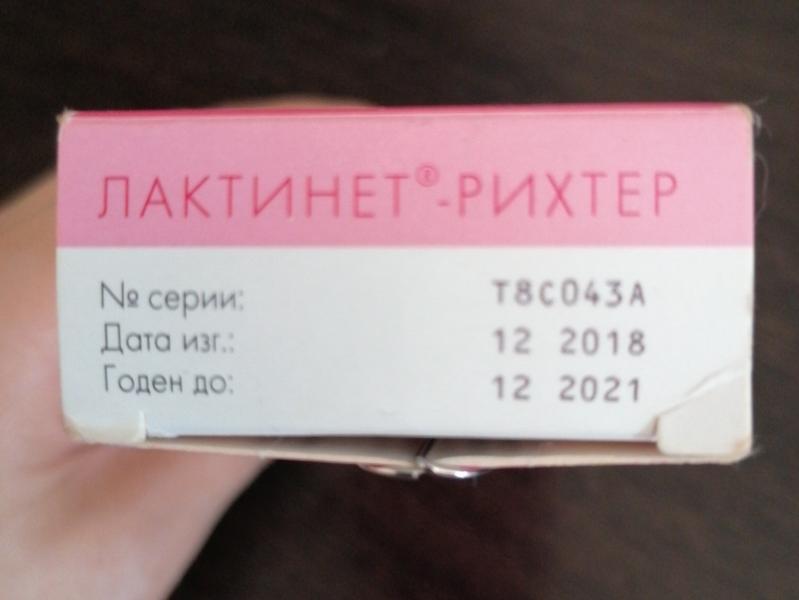 ЛАКТИНЕТ®-РИХТЕР
№ серии: T8C043A
Дата изг.: 12 2018
Годен до: 12 2021